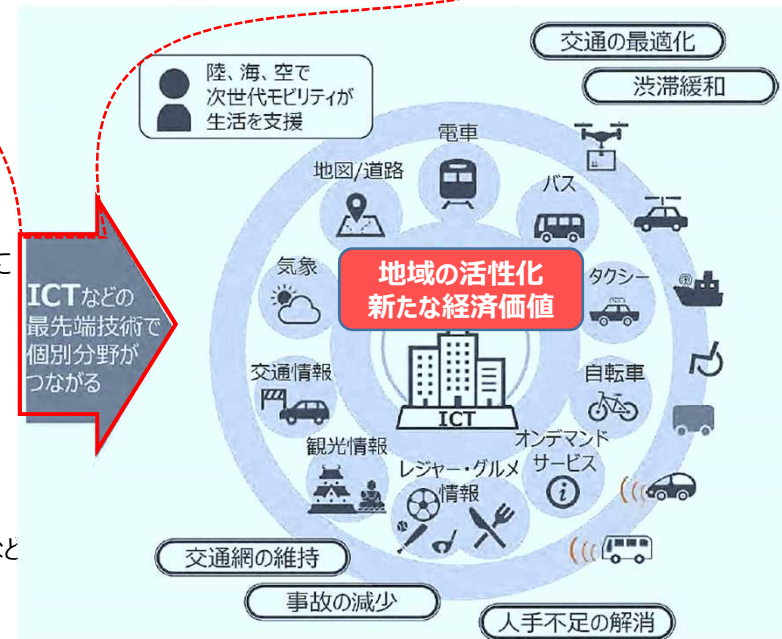 交通の最適化
渋滞緩和
陸、海、空で
次世代モビリティが
生活を支援
電車
地図/道路
バス
に
気象
地域の活性化
新たな経済価値
タクシー
ICTなどの
最先端技術で
個別分野が
つながる
交通情報
自転車
ICT
観光情報
オンデマンド
サービス
レジャー・グルメ
情報
など
交通網の維持
事故の減少
人手不足の解消